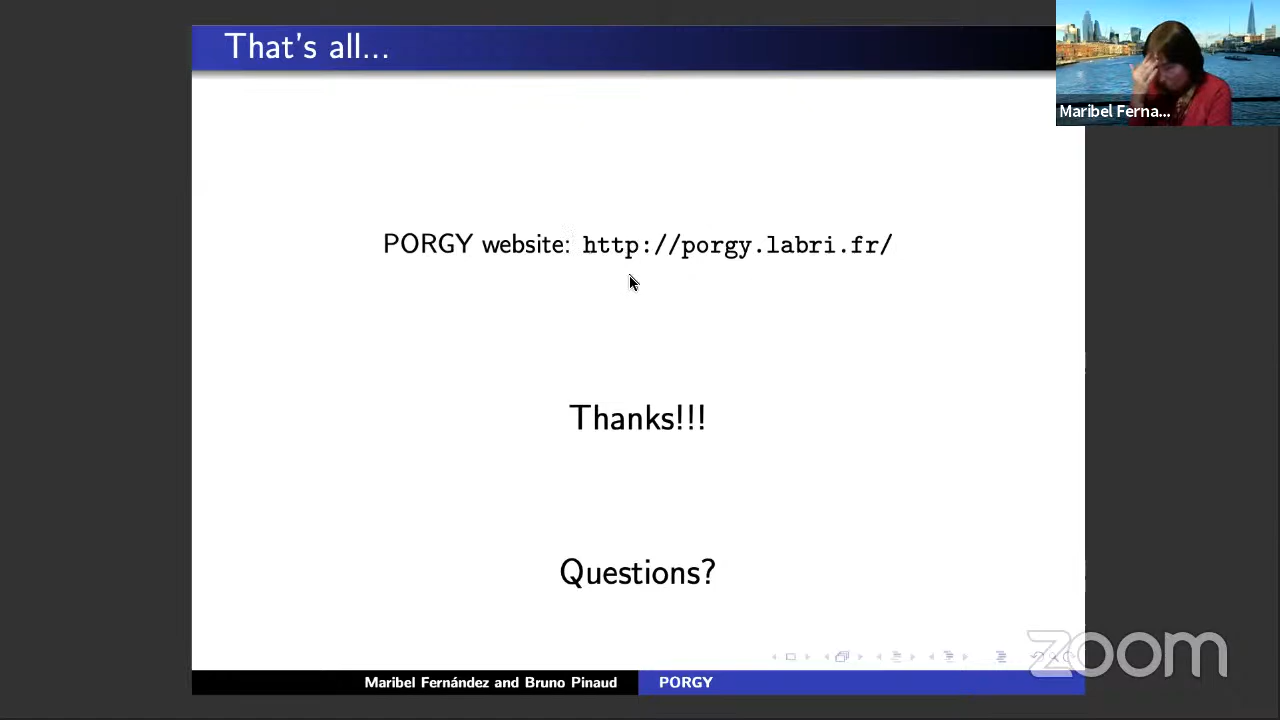 That's all...
Maribel Ferna...
PORGY website: http://porgy.labri.fr/
Thanks!!!
Questions?
zoom
Maribel Fernández and Bruno Pinaud
PORGY